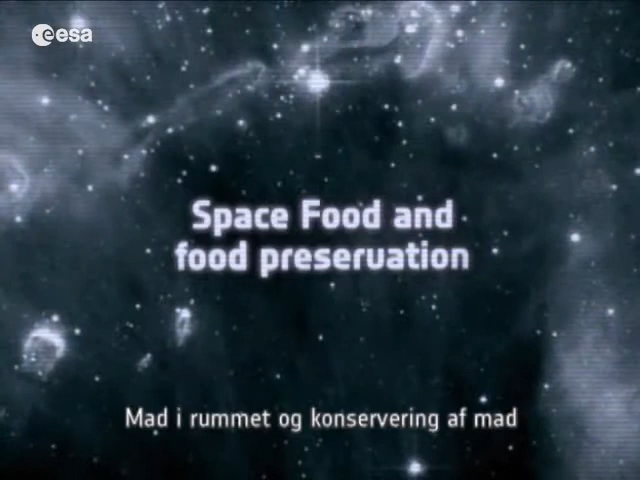 esa
Space Food and
food preservation
Mad i rummet og konservering af mad